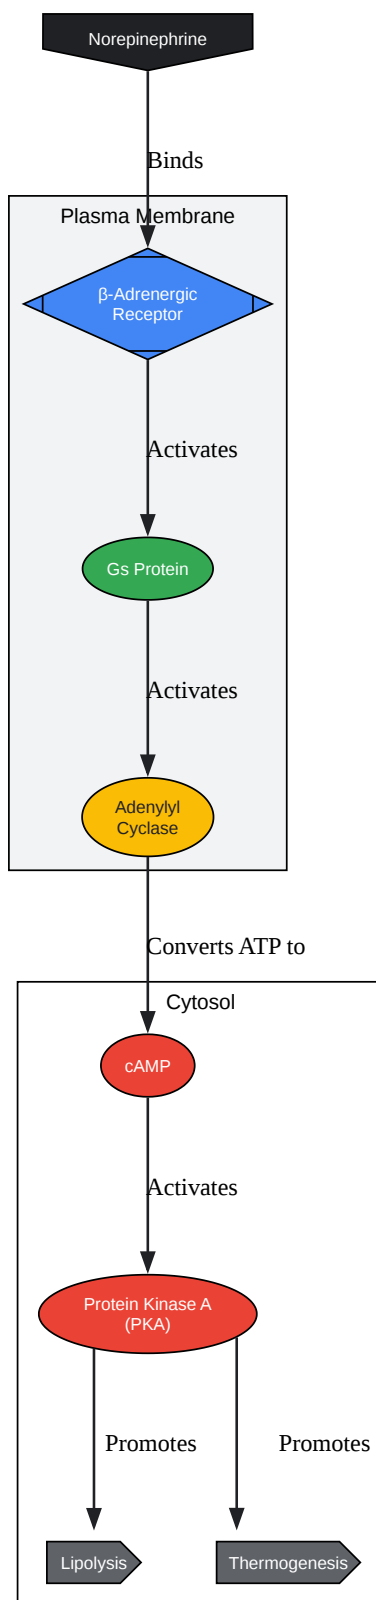 Norepinephrine
Binds
Plasma Membrane
β-Adrenergic
Receptor
Activates
Gs Protein
Activates
Adenylyl
Cyclase
Converts ATP to
Cytosol
cAMP
Activates
Protein Kinase A
(PKA)
Promotes
Promotes
Lipolysis
Thermogenesis